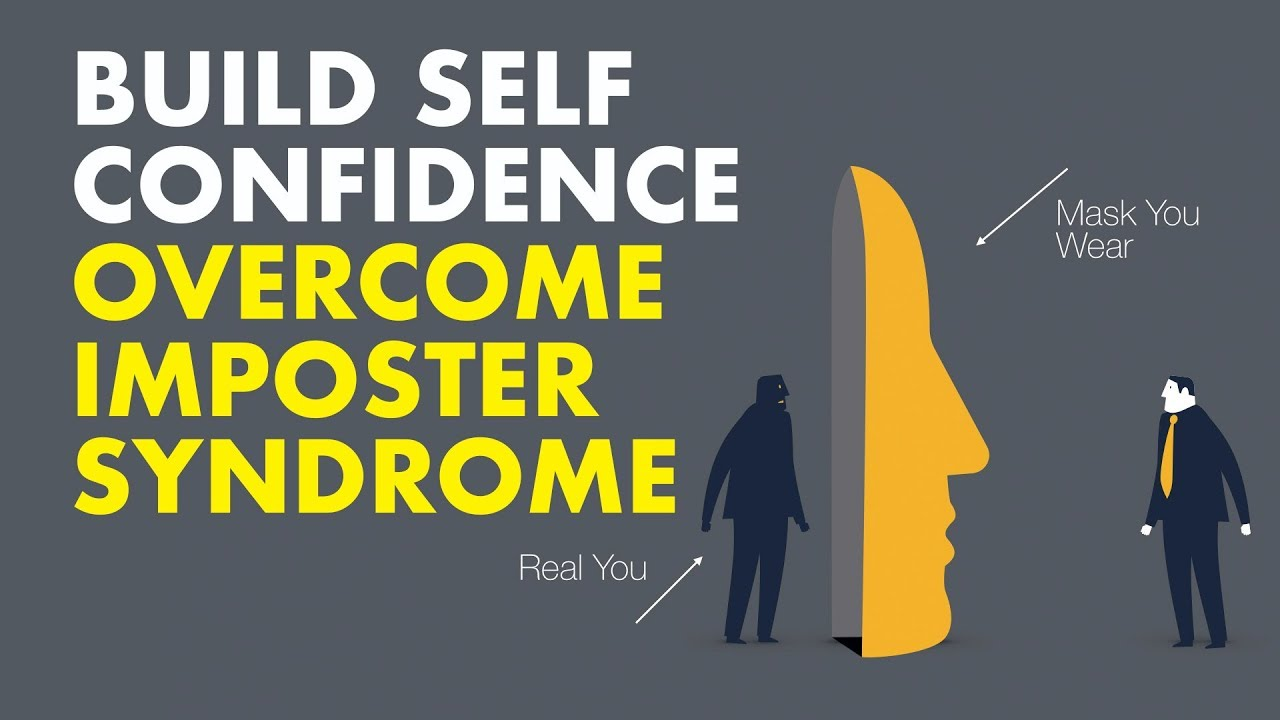 BUILD SELF
CONFIDENCE
OVERCOME
IMPOSTER
SYNDROME
Mask You
Wear
Real You